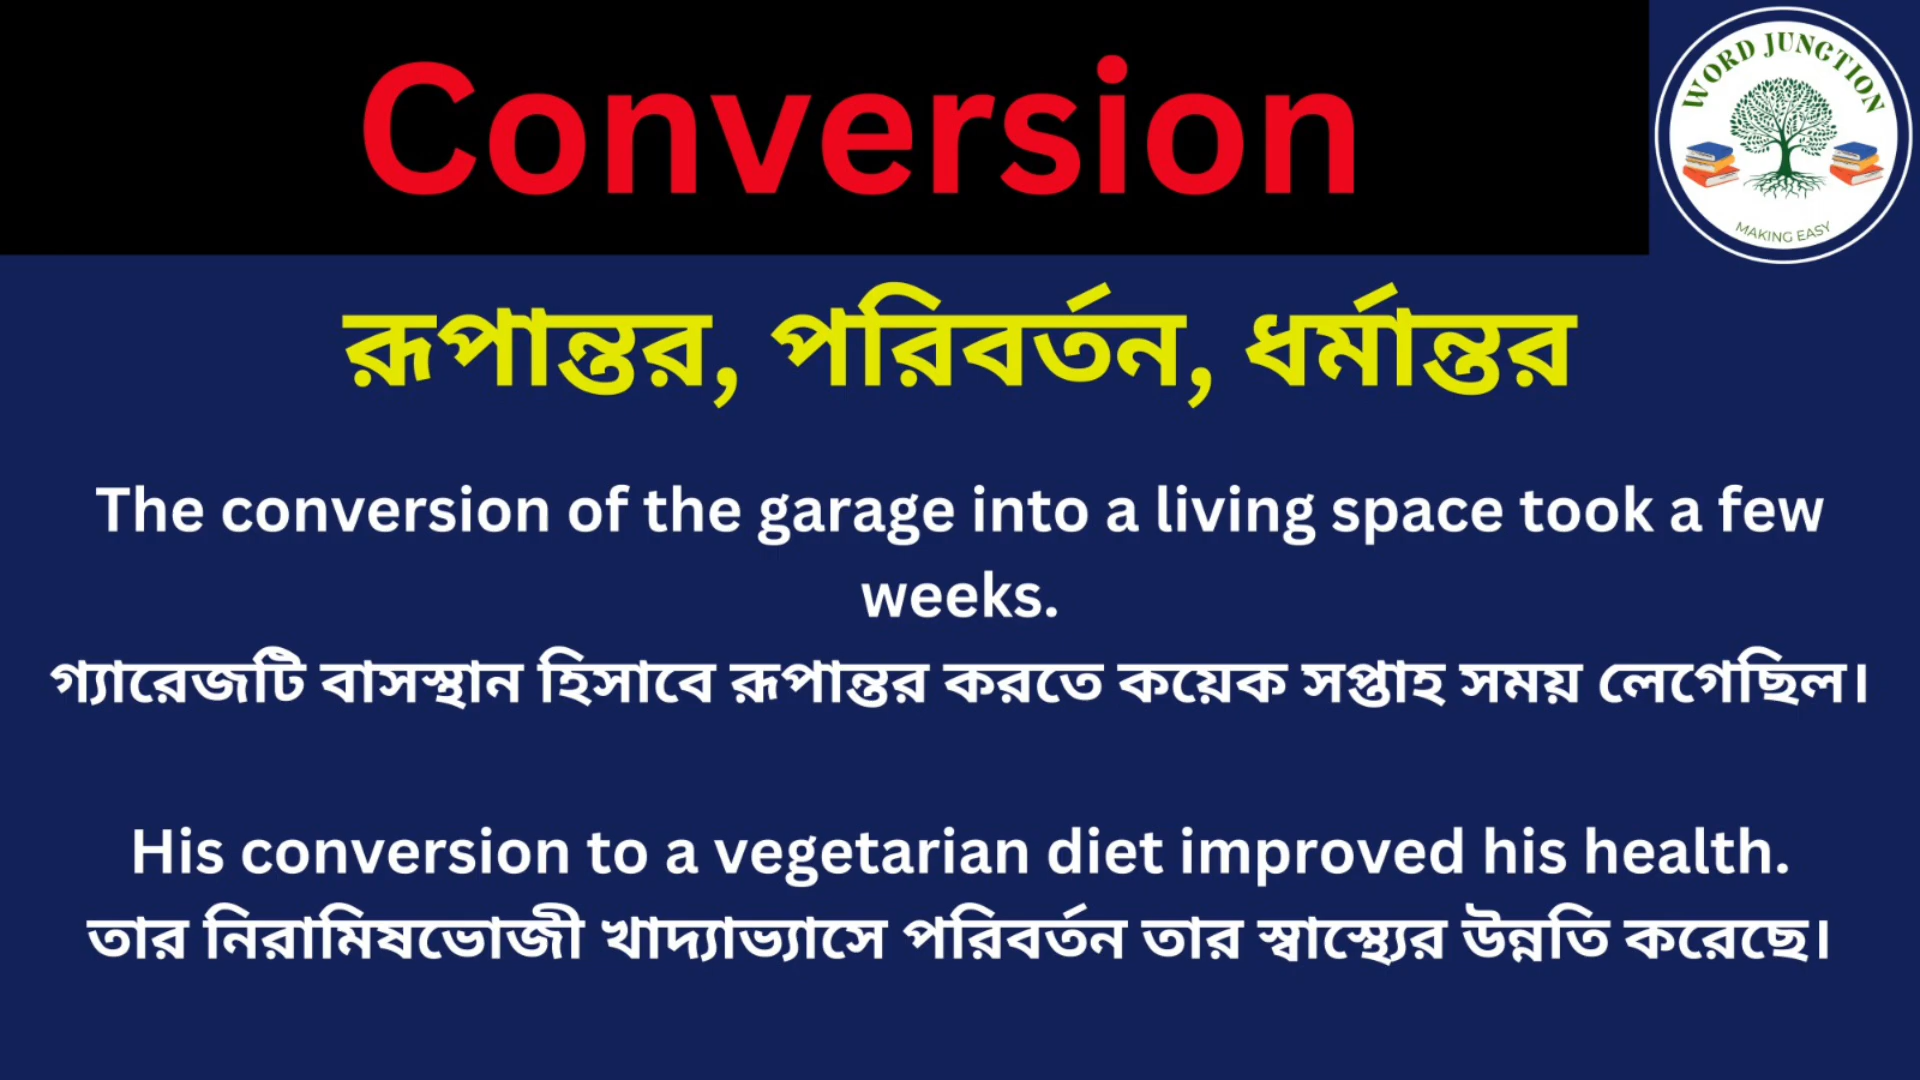 Conversion
WORD JUNCTION
MAKING EASY
রূপান্তর, পরিবর্তন, ধর্মান্তর
The conversion of the garage into a living space took a few
weeks.
গ্যারেজটি বাসস্থান হিসাবে রূপান্তর করতে কয়েক সপ্তাহ সময় লেগেছিল।
His conversion to a vegetarian diet improved his health.
তার নিরামিষভোজী খাদ্যাভ্যাসে পরিবর্তন তার স্বাস্থ্যের উন্নতি করেছে।